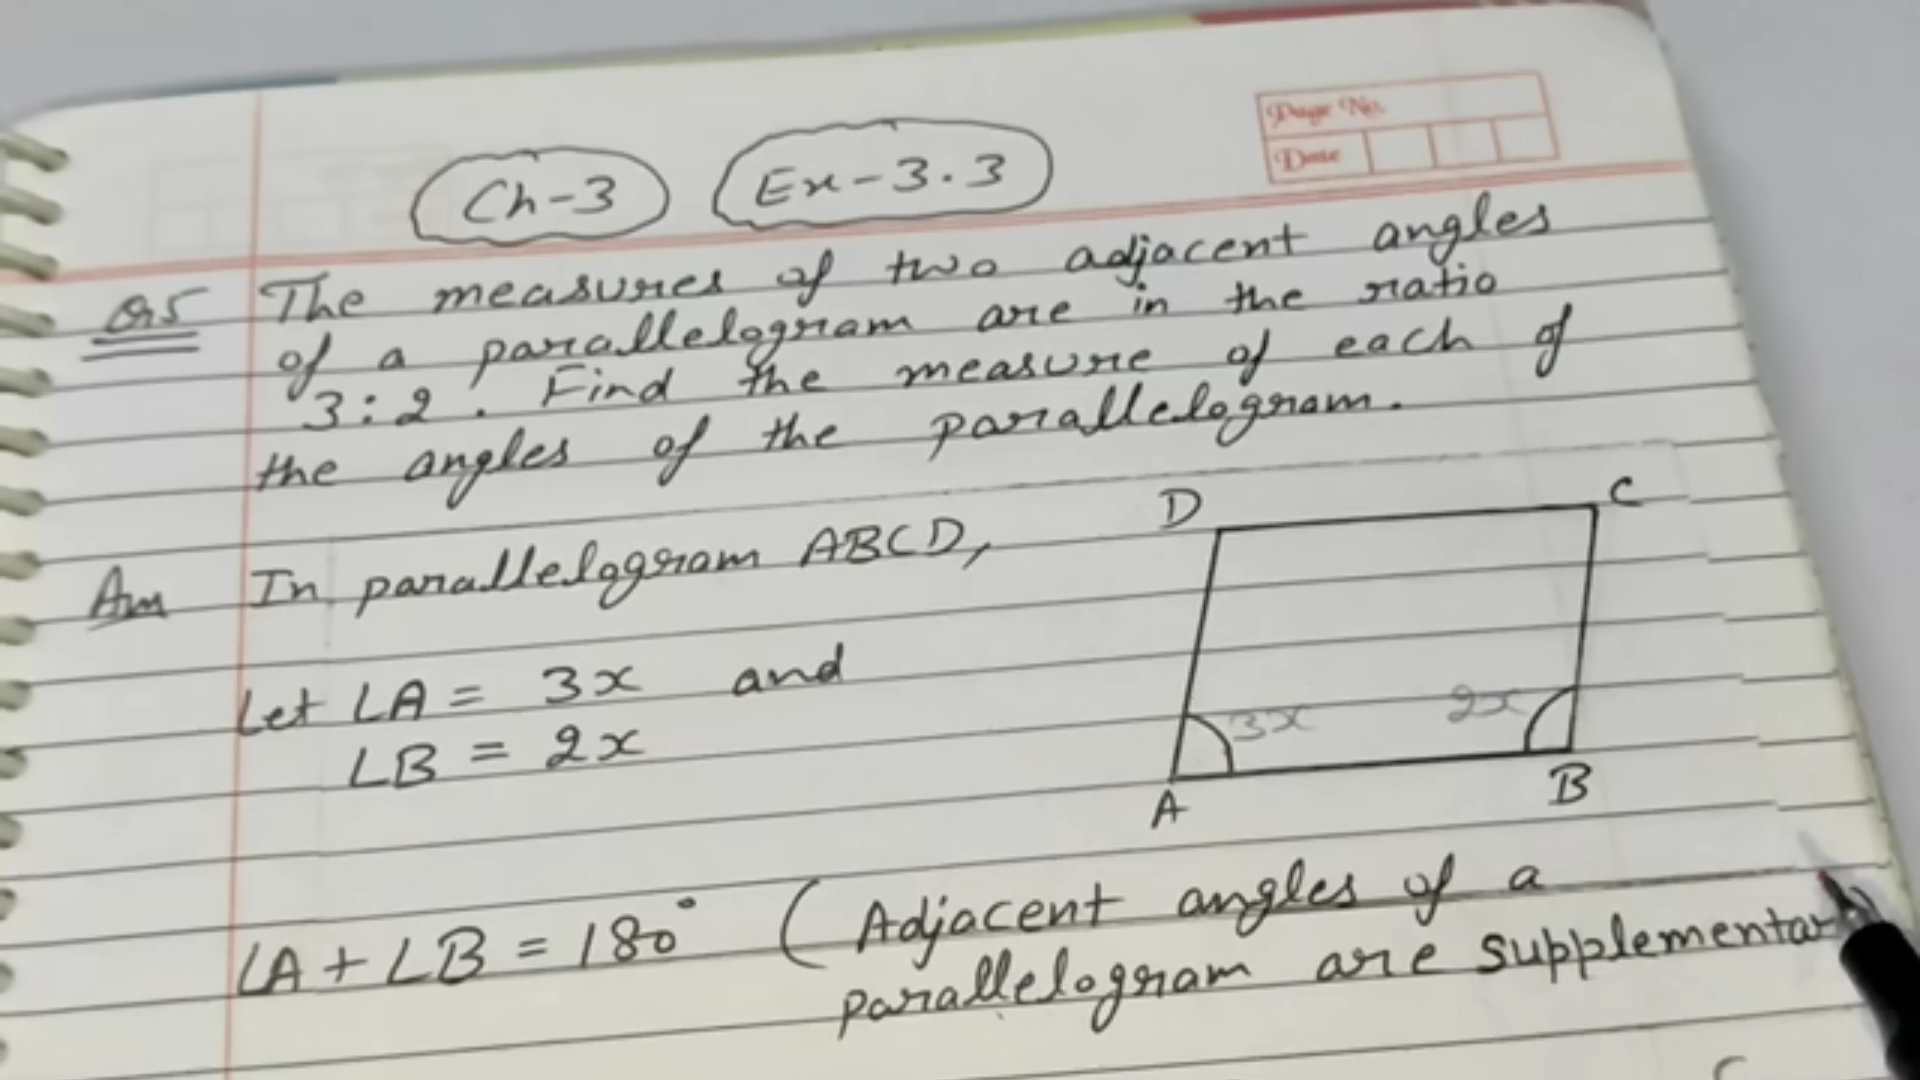 Page No.
Date
Ch-3 Ex-3.3
Q5 The measures of two adjacent angles
of a parallelogram are in the ratio
3:2. Find the measure of each of
the angles of the parallelogram.
Ans In parallelogram ABCD,
Let ∠A = 3x and
∠B = 2x
D C
3x 2x
A B
∠A + ∠B = 180° (Adjacent angles of a
parallelogram are supplementary)